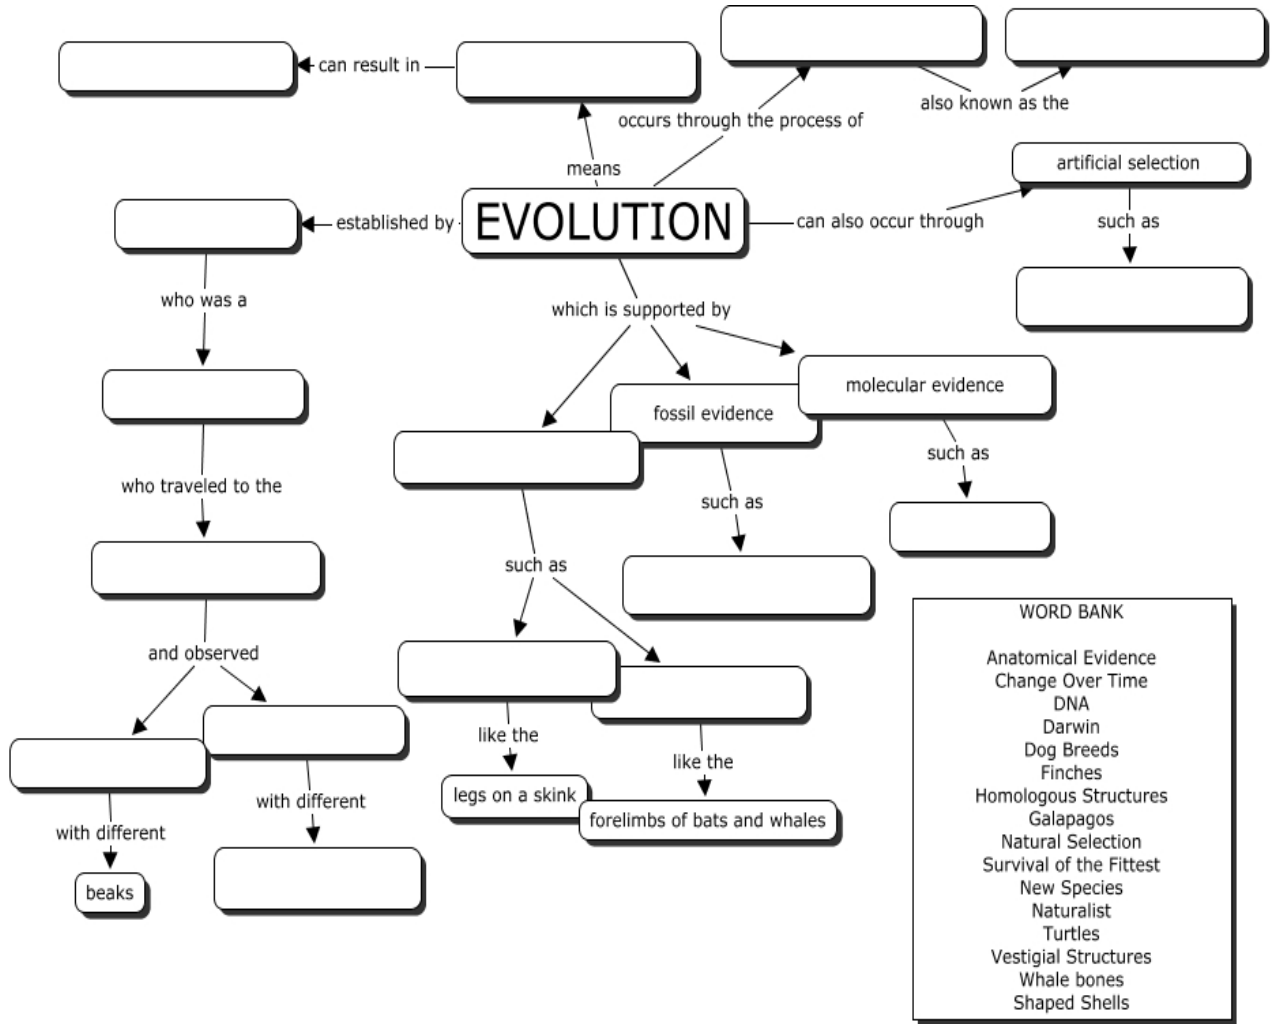 can result in
also known as the
occurs through the process of
artificial selection
means
EVOLUTION
established by
can also occur through
such as
who was a
which is supported by
molecular evidence
fossil evidence
such as
who traveled to the
such as
such as
WORD BANK
Anatomical Evidence
Change Over Time
DNA
Darwin
Dog Breeds
Finches
Homologous Structures
Galapagos
Natural Selection
Survival of the Fittest
New Species
Naturalist
Turtles
Vestigial Structures
Whale bones
Shaped Shells
and observed
like the
like the
legs on a skink
forelimbs of bats and whales
with different
with different
beaks